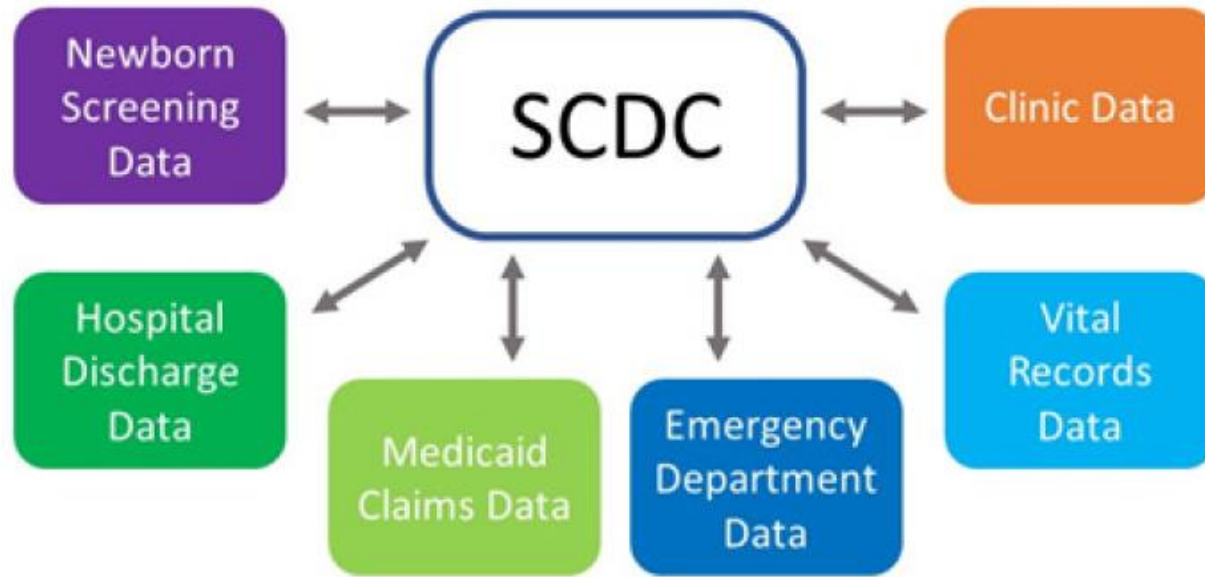 Newborn
Screening
Data
SCDC
Clinic Data
Hospital
Discharge
Data
Medicaid
Claims Data
Emergency
Department
Data
Vital
Records
Data